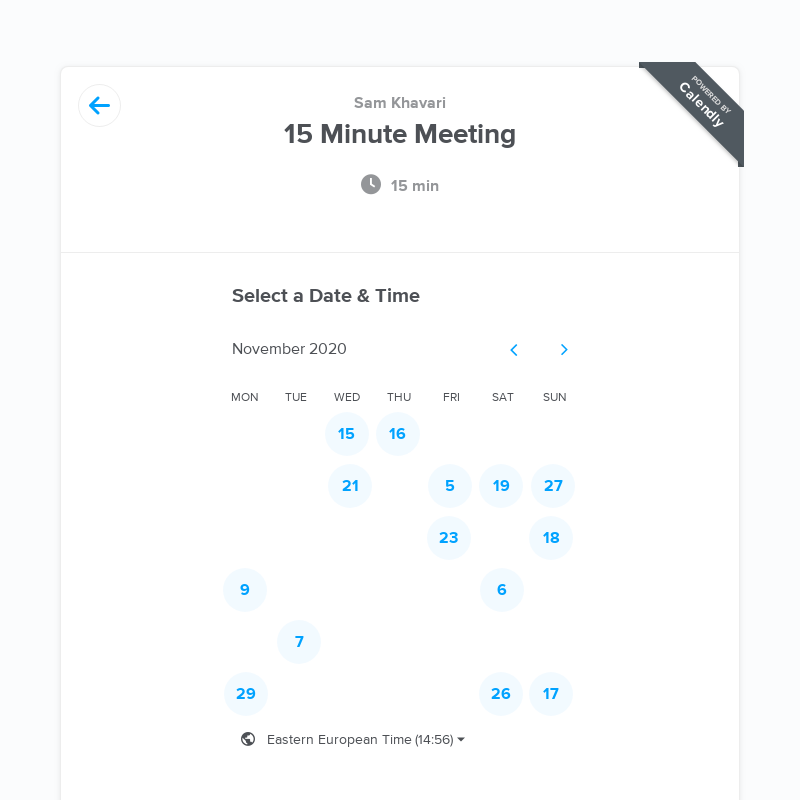 POWERED BY
Calendly
Sam Khavari
15 Minute Meeting
15 min
Select a Date & Time
November 2020
MON TUE WED THU FRI SAT SUN
15 16
21 5 19 27
23 18
9 6
7
29 26 17
Eastern European Time (14:56)